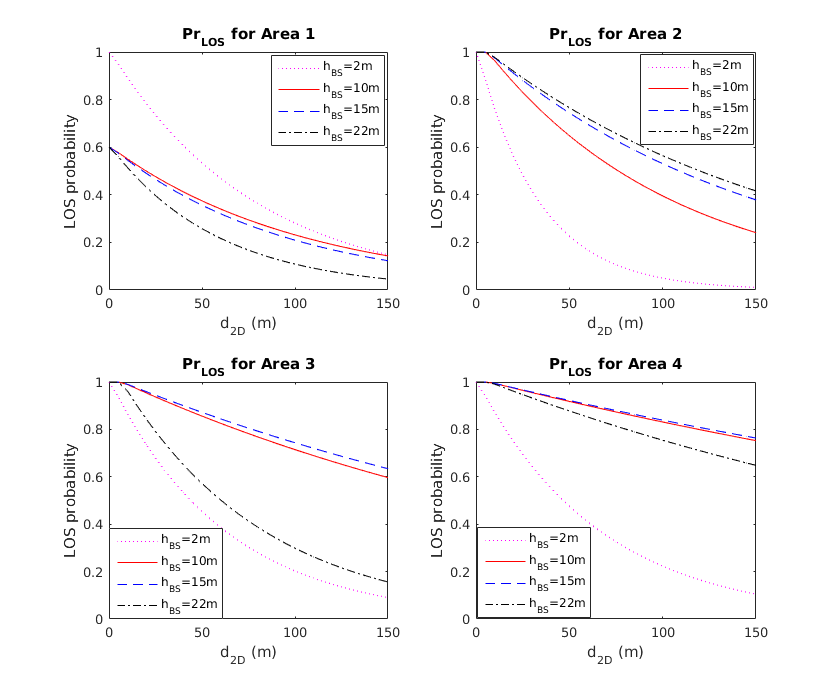 Pr_LOS for Area 1
1
0.8
0.6
0.4
0.2
0
LOS probability
0
50
100
150
d_2D (m)
h_BS=2m
h_BS=10m
h_BS=15m
h_BS=22m
Pr_LOS for Area 2
1
0.8
0.6
0.4
0.2
0
LOS probability
0
50
100
150
d_2D (m)
h_BS=2m
h_BS=10m
h_BS=15m
h_BS=22m
Pr_LOS for Area 3
1
0.8
0.6
0.4
0.2
0
LOS probability
0
50
100
150
d_2D (m)
h_BS=2m
h_BS=10m
h_BS=15m
h_BS=22m
Pr_LOS for Area 4
1
0.8
0.6
0.4
0.2
0
LOS probability
0
50
100
150
d_2D (m)
h_BS=2m
h_BS=10m
h_BS=15m
h_BS=22m